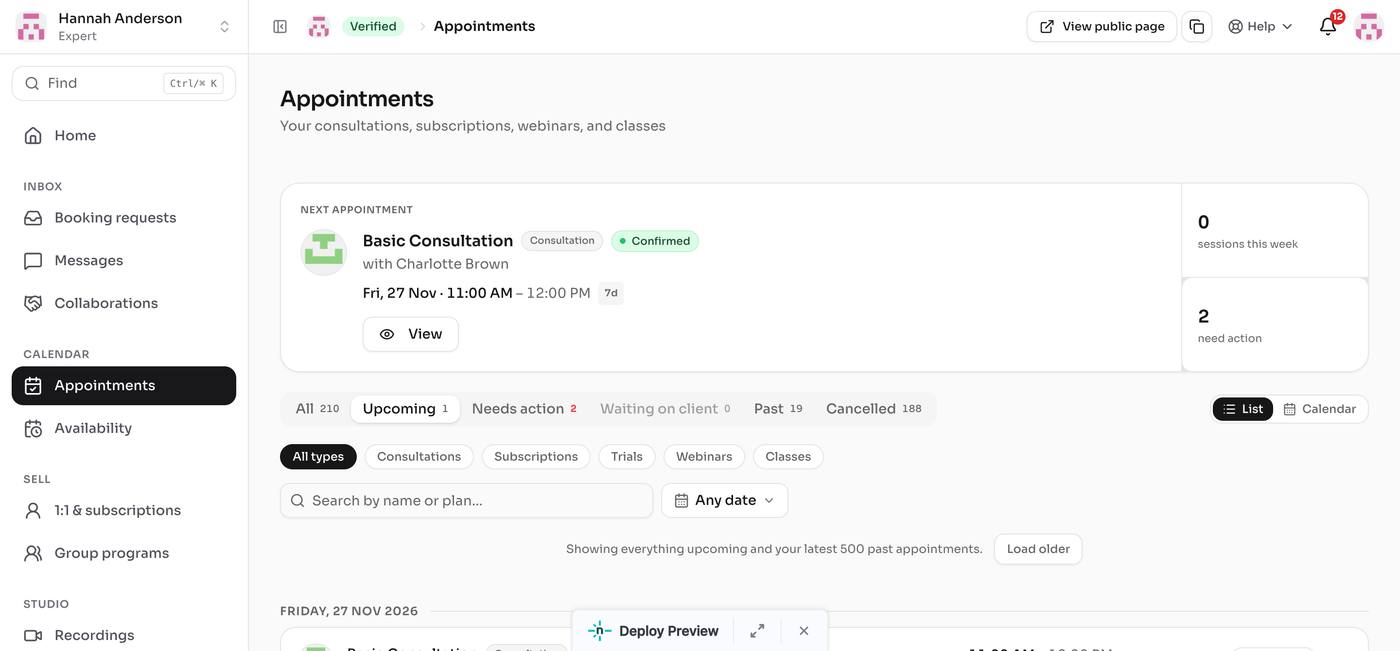 Hannah Anderson
Expert
Verified
Appointments
View public page
Help
12
Find
Ctrl/⌘ K
Home
INBOX
Booking requests
Messages
Collaborations
CALENDAR
Appointments
Availability
SELL
1:1 & subscriptions
Group programs
STUDIO
Recordings
Appointments
Your consultations, subscriptions, webinars, and classes
NEXT APPOINTMENT
Basic Consultation Consultation Confirmed
with Charlotte Brown
Fri, 27 Nov · 11:00 AM – 12:00 PM 7d
View
0
sessions this week
2
need action
All 210 Upcoming 1 Needs action 2 Waiting on client 0 Past 19 Cancelled 188
List Calendar
All types Consultations Subscriptions Trials Webinars Classes
Search by name or plan...
Any date
Showing everything upcoming and your latest 500 past appointments. Load older
FRIDAY, 27 NOV 2026
Deploy Preview